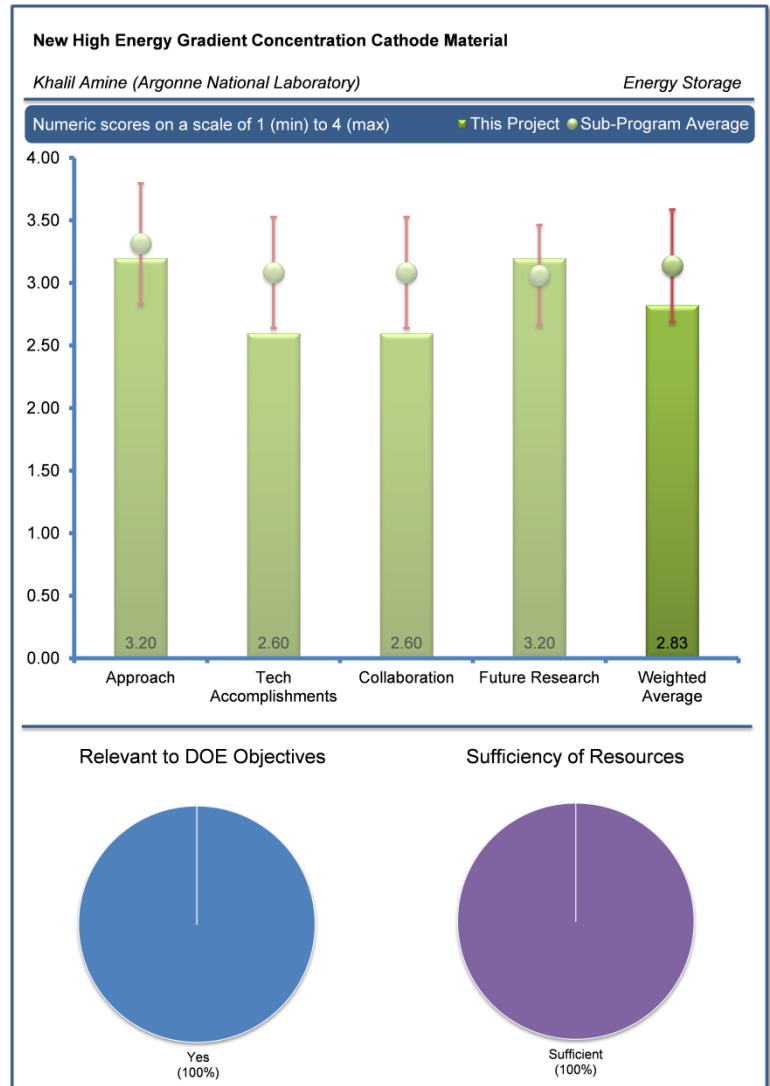 New High Energy Gradient Concentration Cathode Material
Khalil Amine (Argonne National Laboratory) Energy Storage
Numeric scores on a scale of 1 (min) to 4 (max) This Project Sub-Program Average
4.00
3.50
3.00
2.50
2.00
1.50
1.00
0.50
0.00
3.20 2.60 2.60 3.20 2.83
Approach Tech Accomplishments Collaboration Future Research Weighted Average
Relevant to DOE Objectives Sufficiency of Resources
Yes
(100%)
Sufficient
(100%)